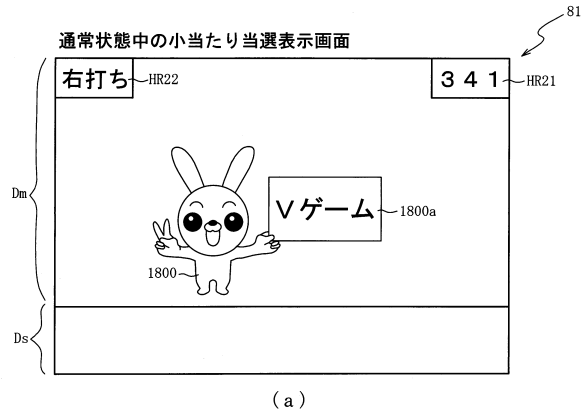 81
通常状態中の小当たり当選表示画面
右打ち HR22 341 HR21
Dm
Vゲーム 1800a
1800
Ds
(a)